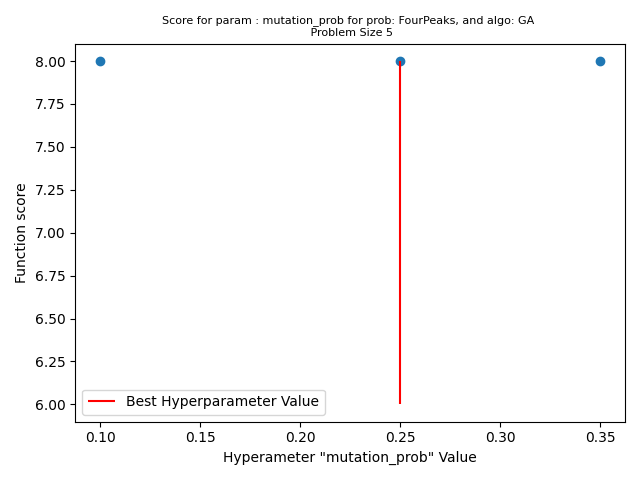 Score for param : mutation_prob for prob: FourPeaks, and algo: GA
Problem Size 5
8.00
7.75
7.50
7.25
7.00
6.75
6.50
6.25
6.00
Function score
Best Hyperparameter Value
0.10 0.15 0.20 0.25 0.30 0.35
Hyperameter "mutation_prob" Value